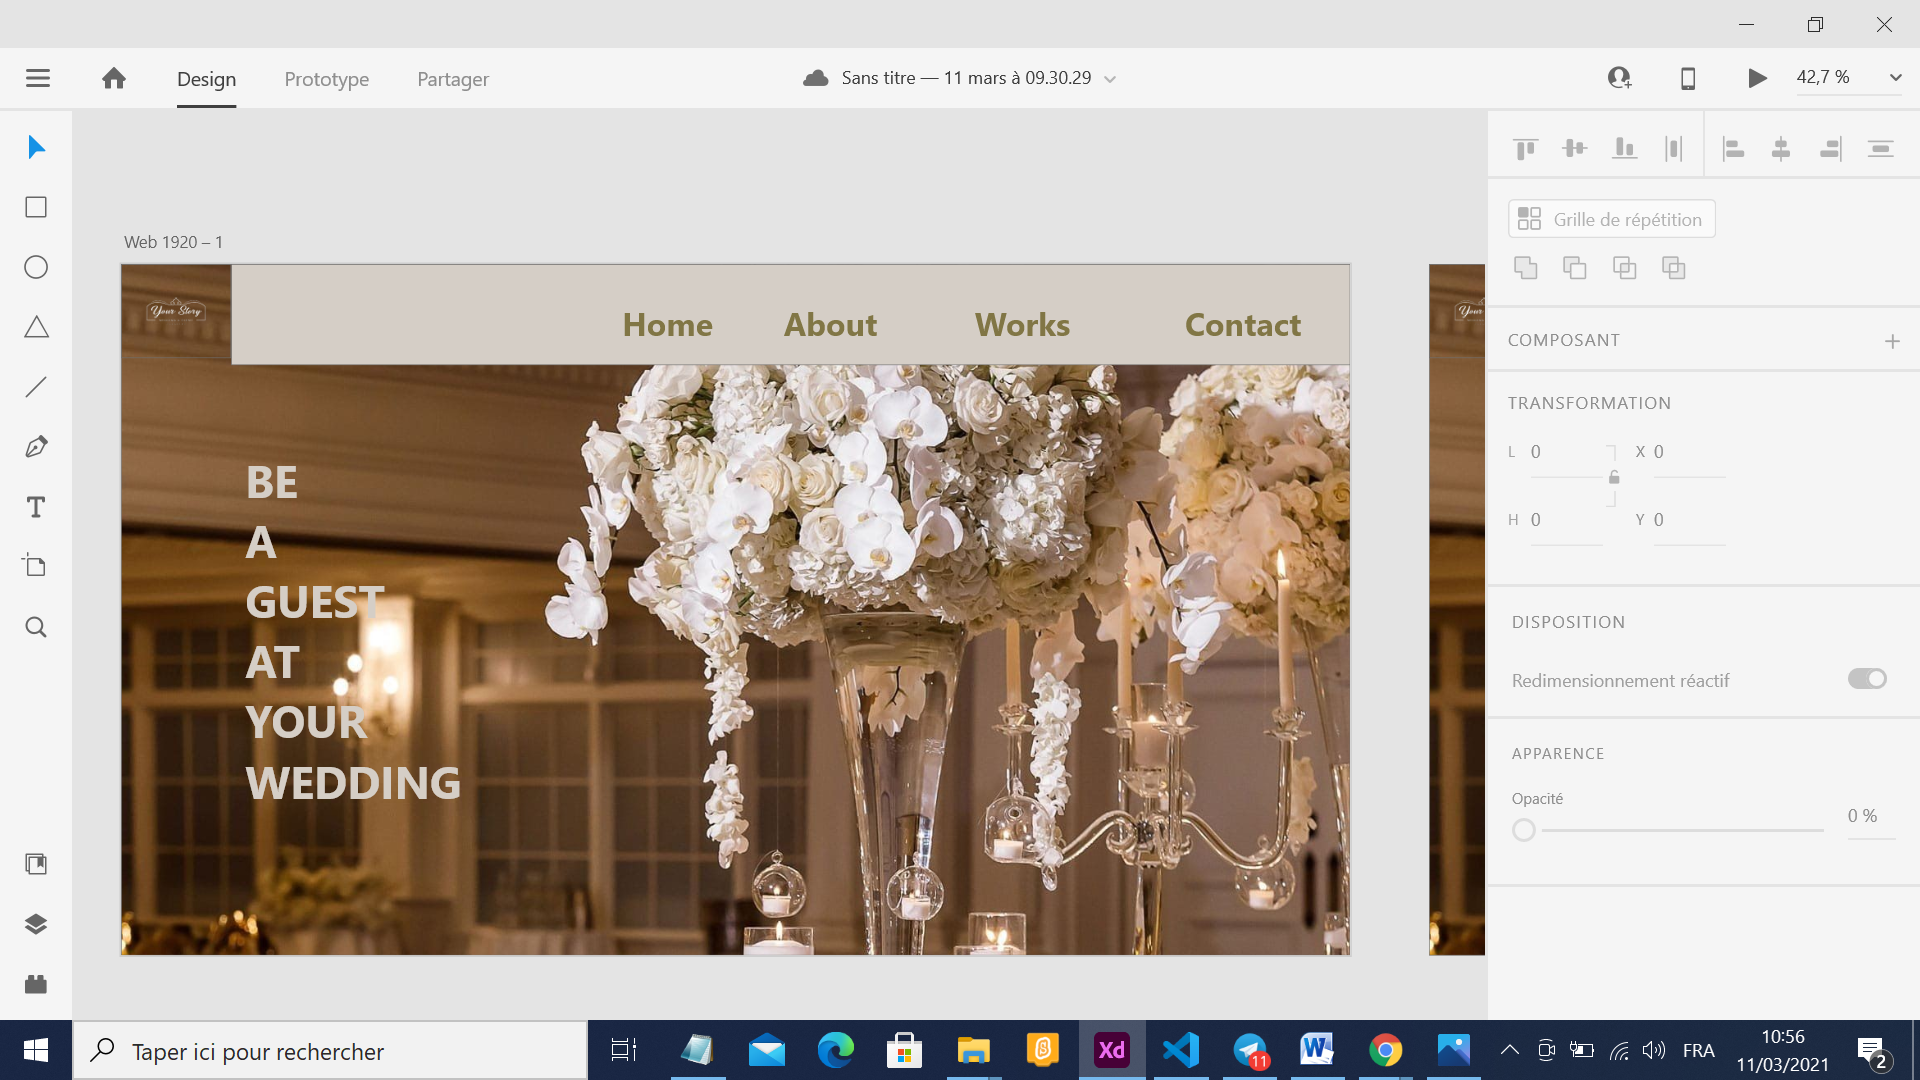 Design
Prototype
Partager
Sans titre — 11 mars à 09.30.29
42,7 %
Web 1920 – 1
Your Story
Home
About
Works
Contact
BE
A
GUEST
AT
YOUR
WEDDING
Grille de répétition
COMPOSANT
TRANSFORMATION
L 0
X 0
H 0
Y 0
DISPOSITION
Redimensionnement réactif
APPARENCE
Opacité
0 %
Taper ici pour rechercher
Xd
11
W
FRA
10:56
11/03/2021
2